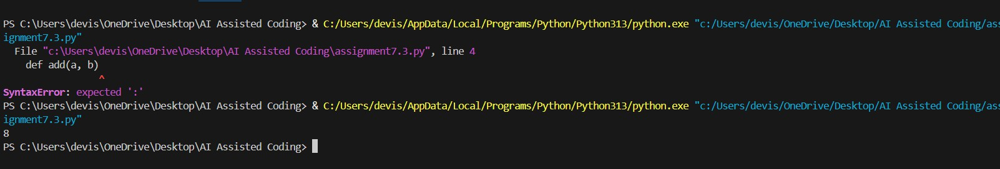 PS C:\Users\devis\OneDrive\Desktop\AI Assisted Coding> & C:/Users/devis/AppData/Local/Programs/Python/Python313/python.exe "c:/Users/devis/OneDrive/Desktop/AI Assisted Coding/ass
ignment7.3.py"
  File "c:\Users\devis\OneDrive\Desktop\AI Assisted Coding\assignment7.3.py", line 4
    def add(a, b)
                 ^
SyntaxError: expected ':'
PS C:\Users\devis\OneDrive\Desktop\AI Assisted Coding> & C:/Users/devis/AppData/Local/Programs/Python/Python313/python.exe "c:/Users/devis/OneDrive/Desktop/AI Assisted Coding/ass
ignment7.3.py"
8
PS C:\Users\devis\OneDrive\Desktop\AI Assisted Coding>